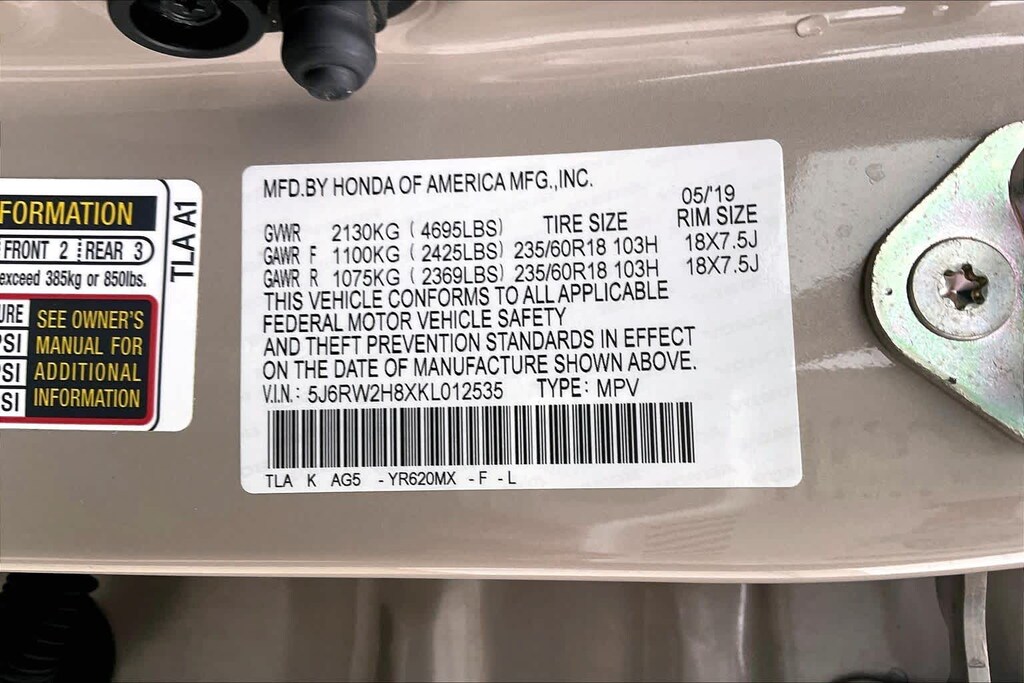 FORMATION
FRONT 2 REAR 3
exceed 385kg or 850lbs.
SEE OWNER'S
MANUAL FOR
ADDITIONAL
INFORMATION
URE
PSI
PSI
PSI
TLA A1
MFD.BY HONDA OF AMERICA MFG.,INC.
05/'19
GVWR 2130KG ( 4695LBS) TIRE SIZE RIM SIZE
GAWR F 1100KG ( 2425LBS) 235/60R18 103H 18X7.5J
GAWR R 1075KG ( 2369LBS) 235/60R18 103H 18X7.5J
THIS VEHICLE CONFORMS TO ALL APPLICABLE
FEDERAL MOTOR VEHICLE SAFETY
AND THEFT PREVENTION STANDARDS IN EFFECT
ON THE DATE OF MANUFACTURE SHOWN ABOVE.
V.I.N.: 5J6RW2H8XKL012535 TYPE: MPV
TLA K AG5 -YR620MX -F -L